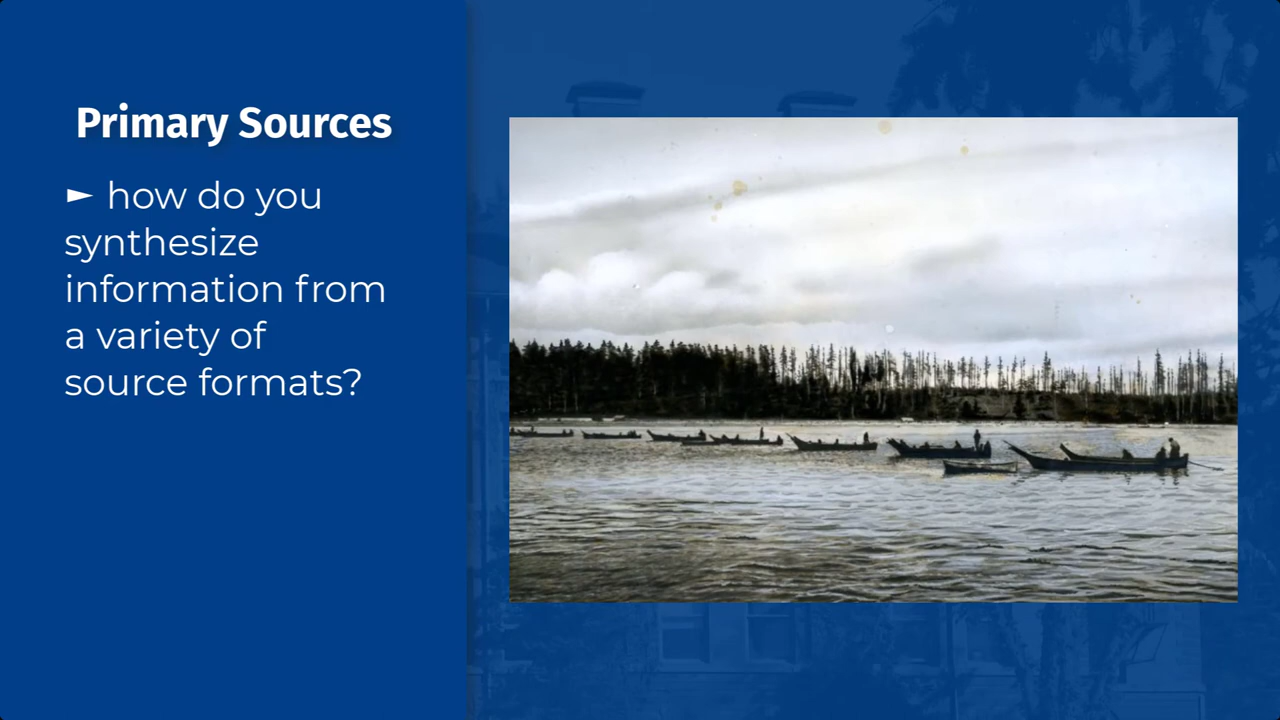 Primary Sources
► how do you
synthesize
information from
a variety of
source formats?